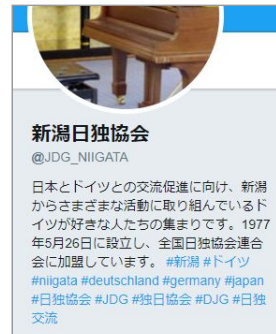 新潟日独協会
@JDG_NIIGATA
日本とドイツとの交流促進に向け、新潟
からさまざまな活動に取り組んでいるド
イツが好きな人たちの集まりです。1977
年5月26日に設立し、全国日独協会連合
会に加盟しています。 #新潟 #ドイツ
#niigata #deutschland #germany #japan
#日独協会 #JDG #独日協会 #DJG #日独
交流